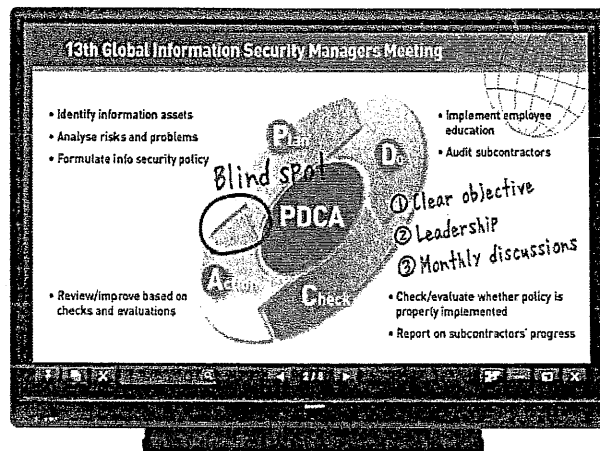 13th Global Information Security Managers Meeting
• Identify information assets
• Analyse risks and problems
• Formulate info security policy
• Implement employee
education
• Audit subcontractors
Plan
Do
Blind spot
PDCA
① Clear objective
② Leadership
③ Monthly discussions
Action
Check
• Review/improve based on
checks and evaluations
• Check/evaluate whether policy is
properly implemented
• Report on subcontractors' progress
2/8